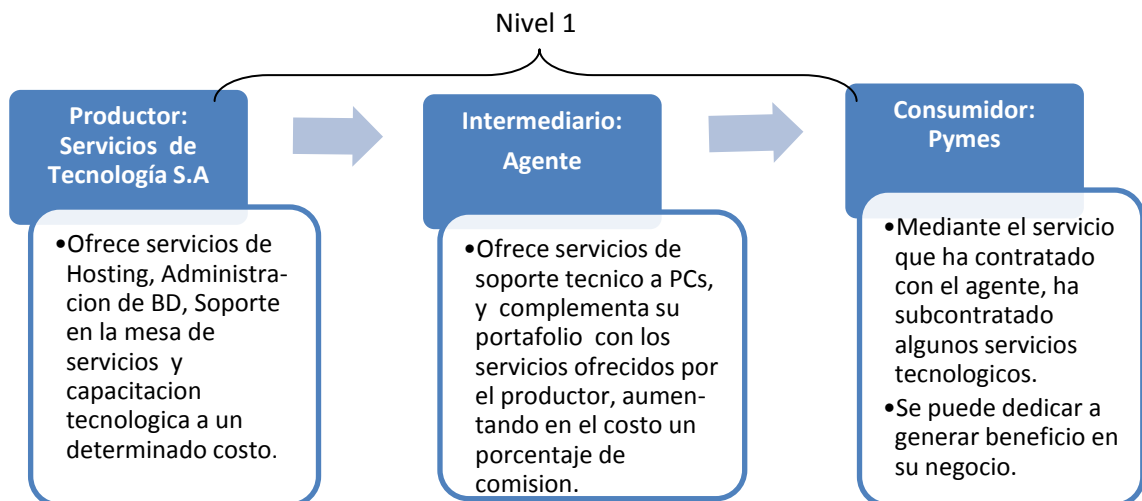 Nivel 1
Productor:
Servicios de
Tecnología S.A
•Ofrece servicios de
Hosting, Administra-
cion de BD, Soporte
en la mesa de
servicios y
capacitacion
tecnologica a un
determinado costo.
Intermediario:
Agente
•Ofrece servicios de
soporte tecnico a PCs,
y complementa su
portafolio con los
servicios ofrecidos por
el productor, aumen-
tando en el costo un
porcentaje de
comision.
Consumidor:
Pymes
•Mediante el servicio
que ha contratado
con el agente, ha
subcontratado
algunos servicios
tecnologicos.
•Se puede dedicar a
generar beneficio en
su negocio.